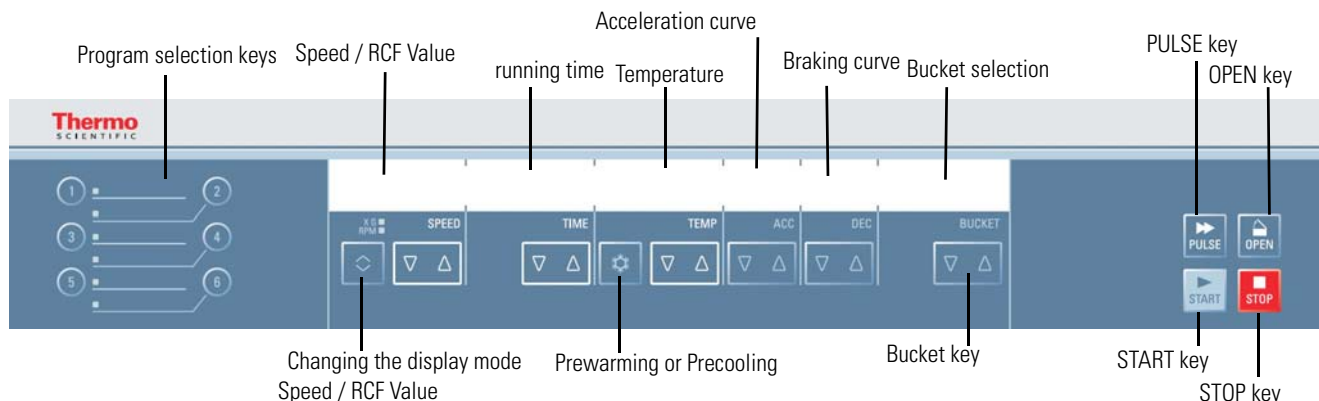 Acceleration curve
Program selection keys
Speed / RCF Value
running time
Temperature
Braking curve
Bucket selection
PULSE key
OPEN key
Thermo
SCIENTIFIC
1
2
3
4
5
6
X G
RPM
SPEED
TIME
TEMP
ACC
DEC
BUCKET
PULSE
OPEN
START
STOP
Changing the display mode
Speed / RCF Value
Prewarming or Precooling
Bucket key
START key
STOP key